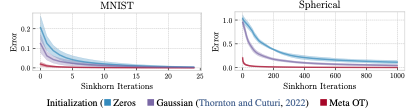 MNIST
Error
0.2
0.1
0.0
0 5 10 15 20 25
Sinkhorn Iterations
Spherical
Error
1.0
0.5
0.0
0 200 400 600 800 1000
Sinkhorn Iterations
Initialization ( Zeros Gaussian (Thornton and Cuturi, 2022) Meta OT)